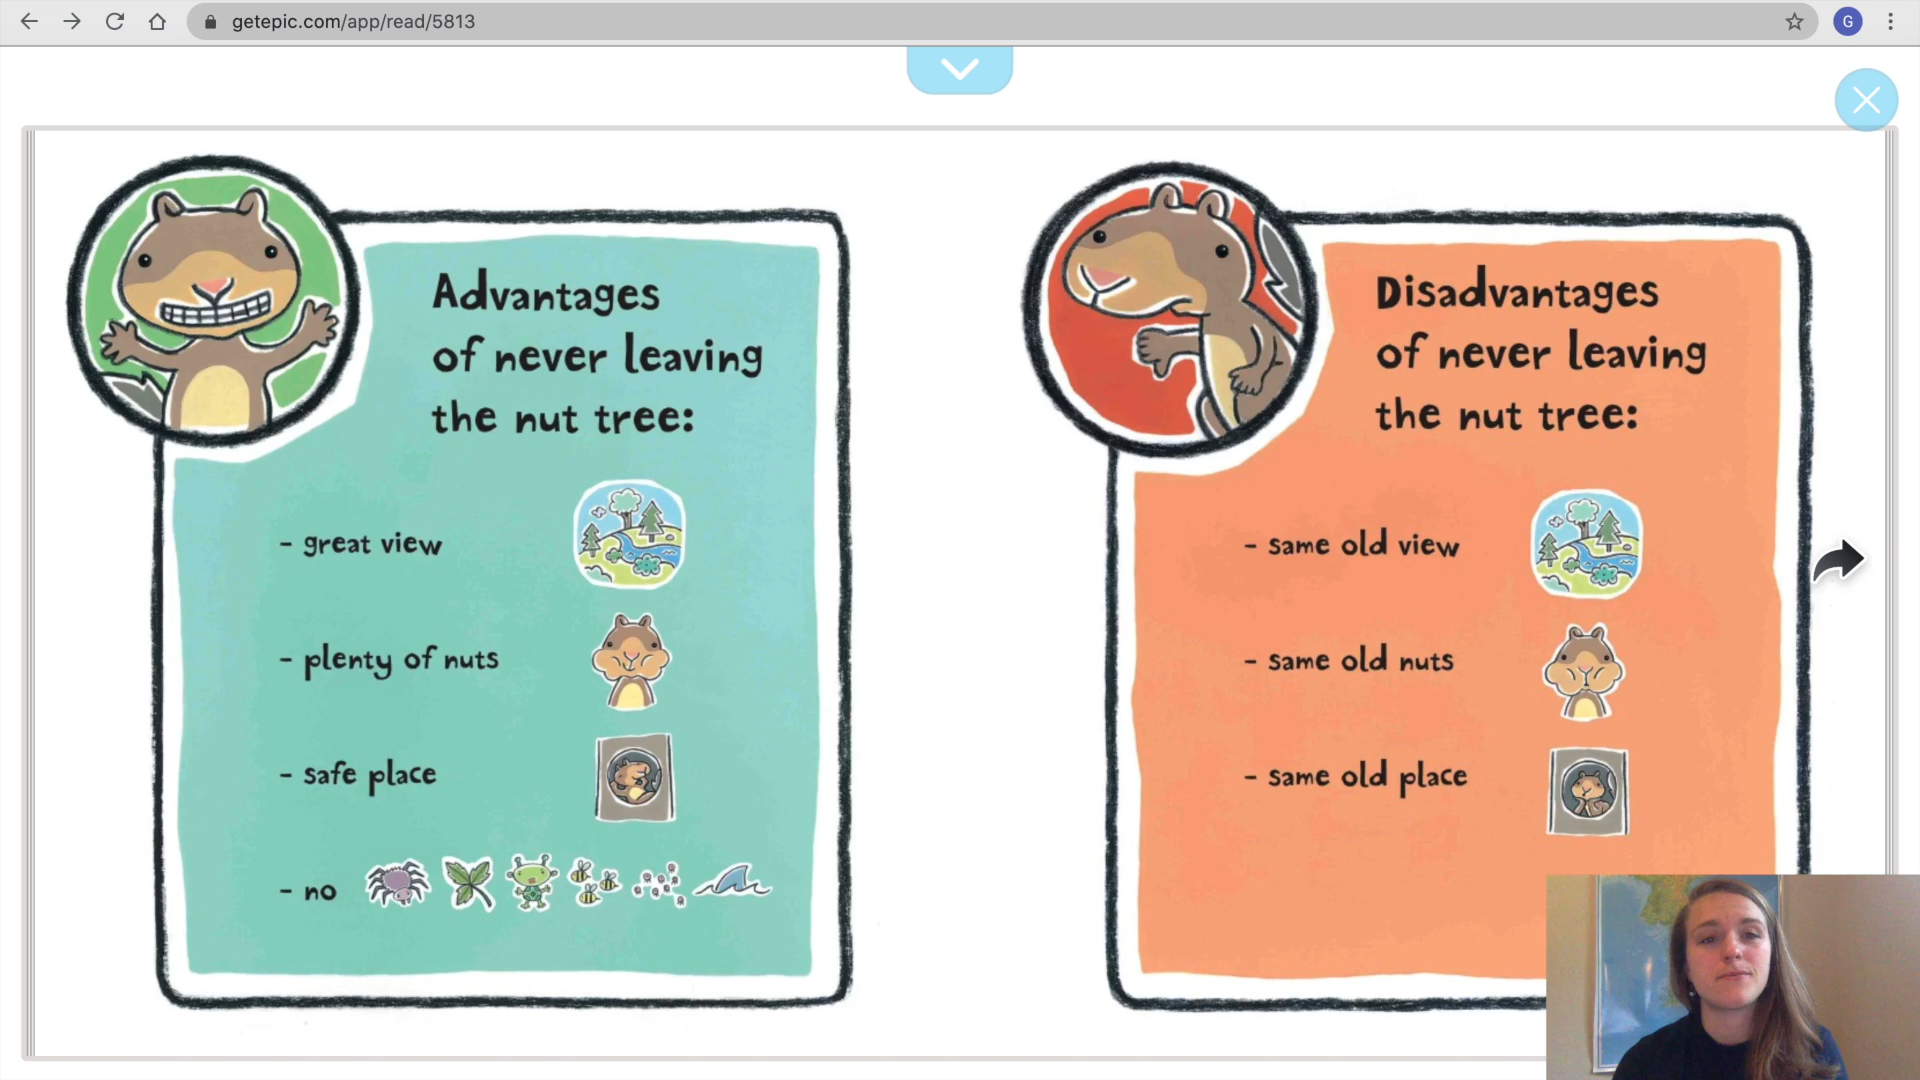 getepic.com/app/read/5813
G
Advantages
of never leaving
the nut tree:
- great view
- plenty of nuts
- safe place
- no
Disadvantages
of never leaving
the nut tree:
- same old view
- same old nuts
- same old place